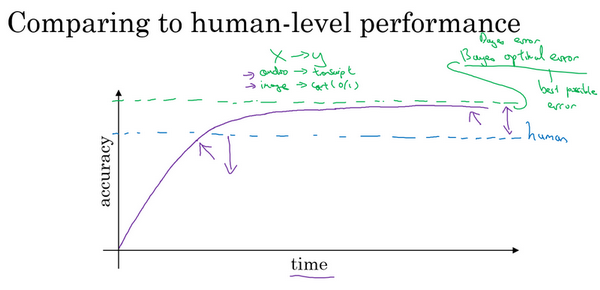 Comparing to human-level performance
Bayes error
Bayes optimal error
best possible
error
x → y
→ audio → transcript
→ image → cat (0/1)
human
accuracy
time